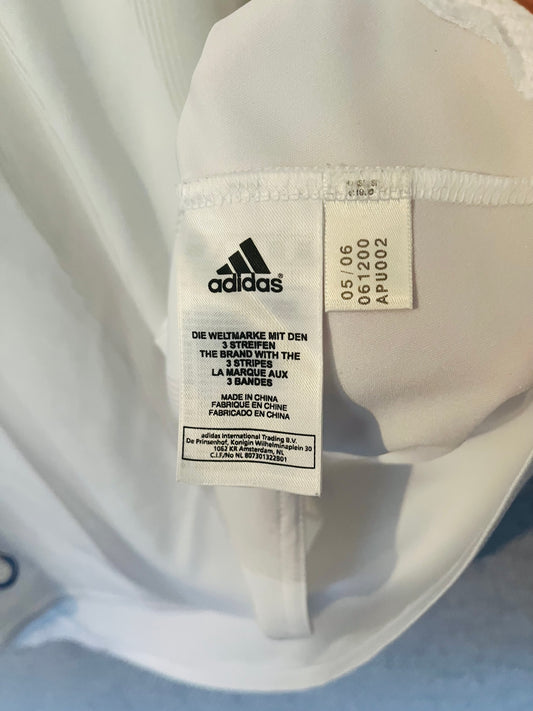 adidas®
DIE WELTMARKE MIT DEN
3 STREIFEN
THE BRAND WITH THE
3 STRIPES
LA MARQUE AUX
3 BANDES
MADE IN CHINA
FABRIQUE EN CHINE
FABRICADO EN CHINA
adidas International Trading B.V.
De Prinsenhof, Konigin Wilhelminaplein 30
1062 KR Amsterdam, NL
C.I.F./No NL 807301322B01
05/06
061200
APU002